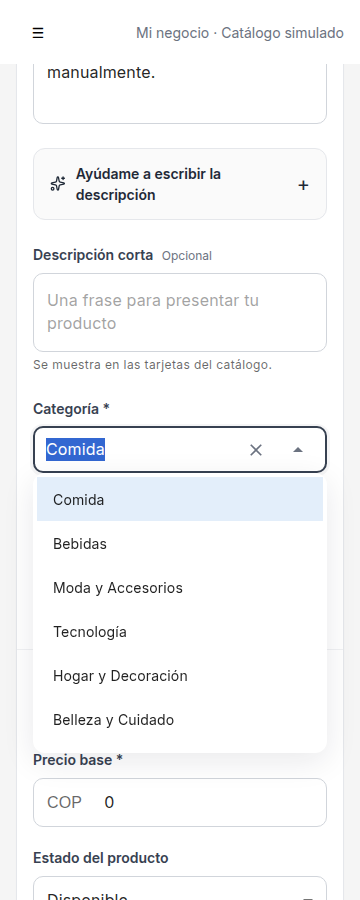 ☰ Mi negocio · Catálogo simulado
manualmente.
Ayúdame a escribir la
descripción
+
Descripción corta Opcional
Una frase para presentar tu
producto
Se muestra en las tarjetas del catálogo.
Categoría *
Comida
Comida
Bebidas
Moda y Accesorios
Tecnología
Hogar y Decoración
Belleza y Cuidado
Precio base *
COP 0
Estado del producto
Disponible